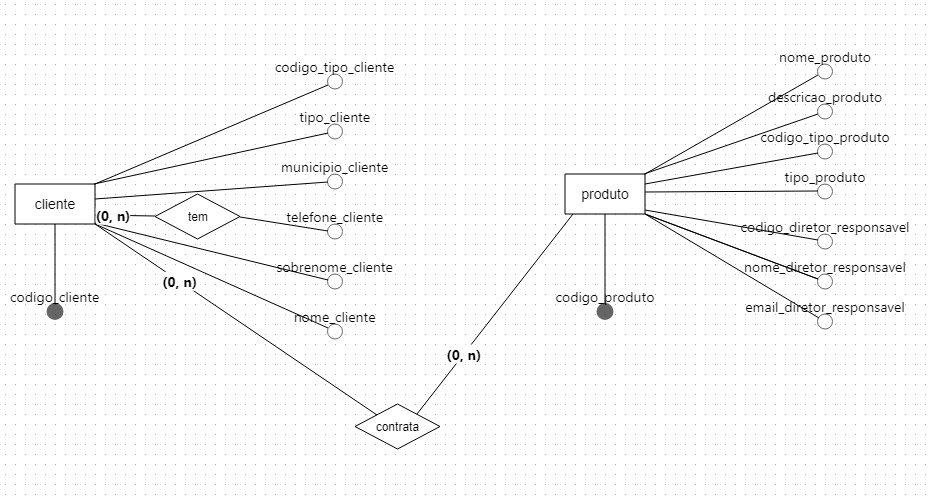 codigo_tipo_cliente
tipo_cliente
municipio_cliente
cliente
(0, n)
tem
telefone_cliente
sobrenome_cliente
(0, n)
codigo_cliente
nome_cliente
nome_produto
descricao_produto
codigo_tipo_produto
tipo_produto
produto
codigo_diretor_responsavel
nome_diretor_responsavel
codigo_produto
email_diretor_responsavel
(0, n)
contrata